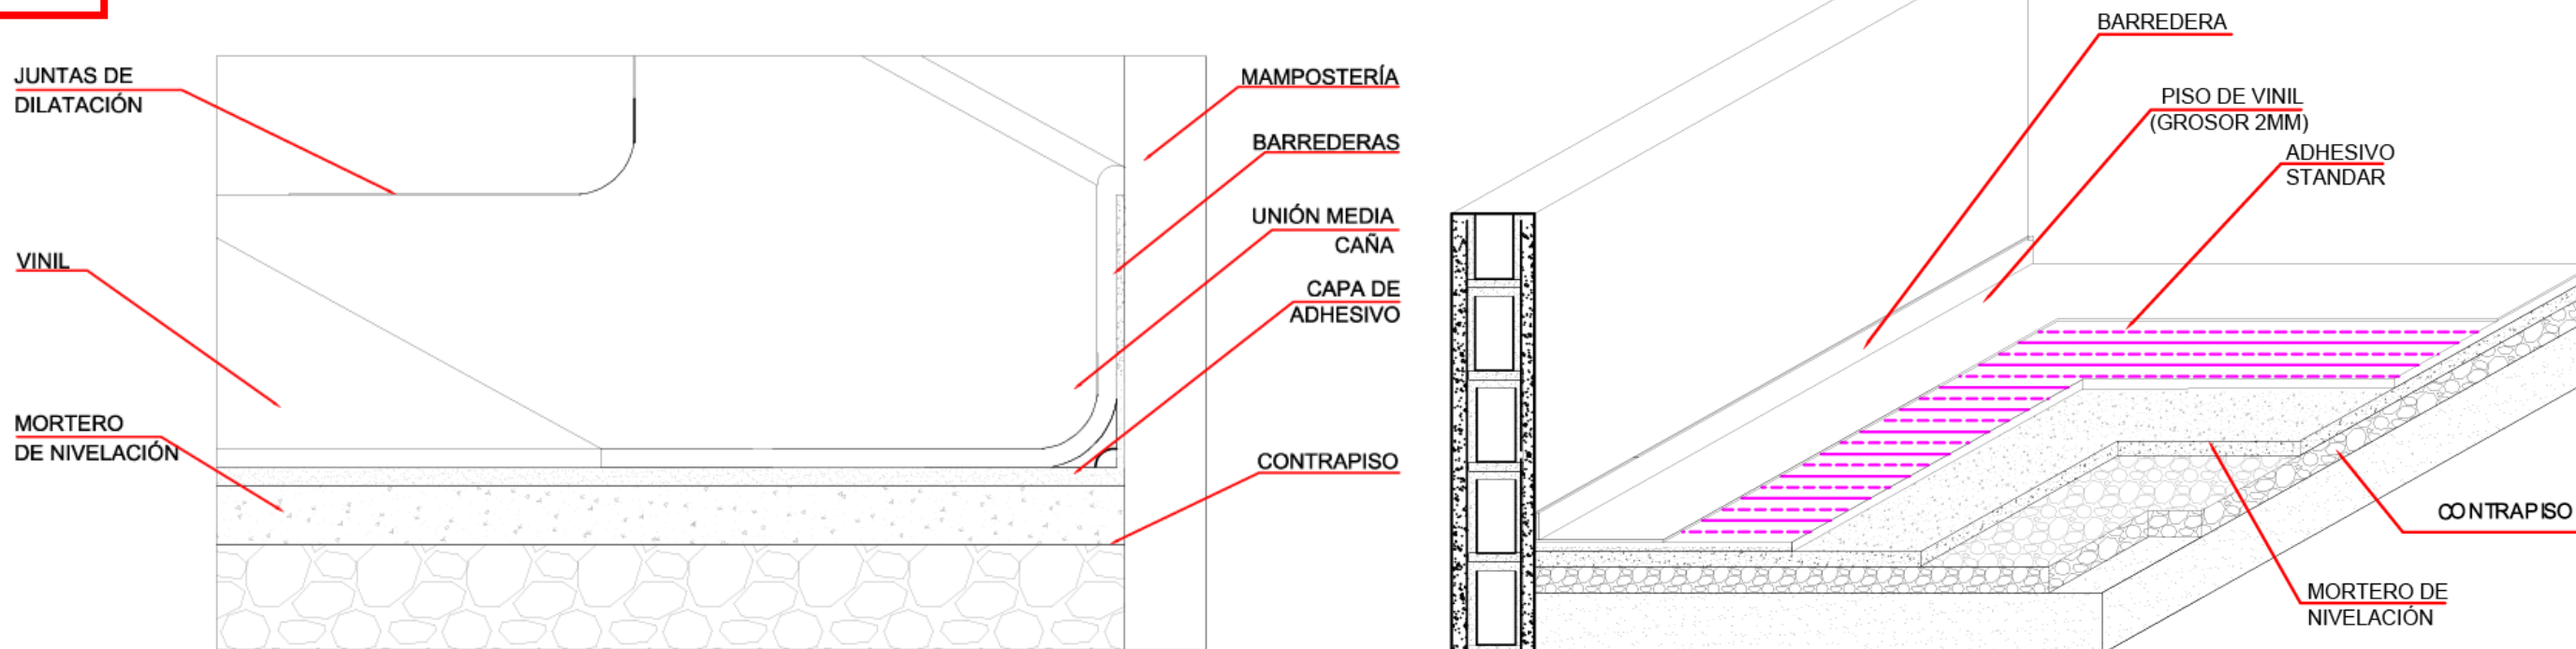 JUNTAS DE
DILATACIÓN
VINIL
MORTERO
DE NIVELACIÓN
MAMPOSTERÍA
BARREDERAS
UNIÓN MEDIA
CAÑA
CAPA DE
ADHESIVO
CONTRAPISO
BARREDERA
PISO DE VINIL
(GROSOR 2MM)
ADHESIVO
STANDAR
CONTRAPISO
MORTERO DE
NIVELACIÓN